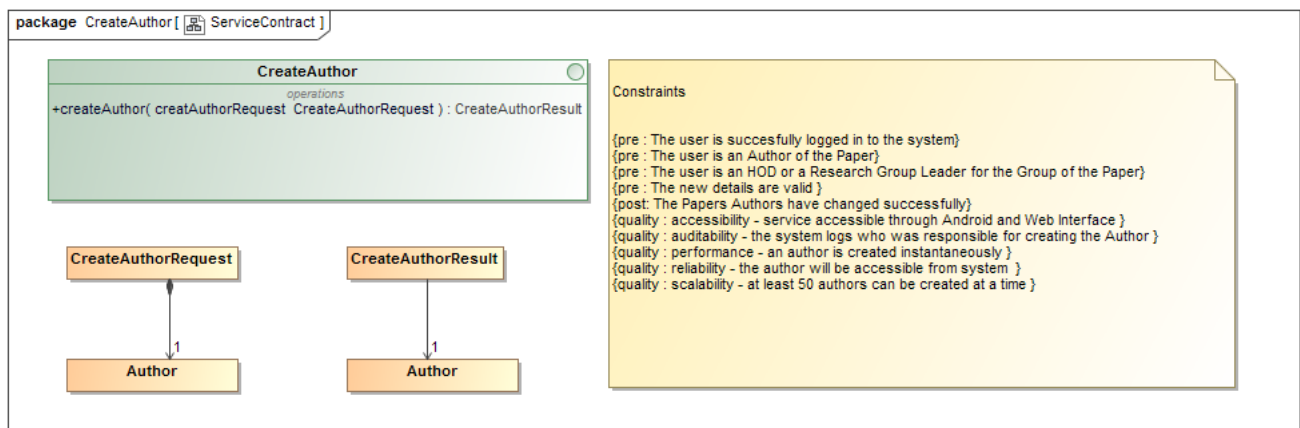 package CreateAuthor [ ServiceContract ]
CreateAuthor
operations
+createAuthor( creatAuthorRequest CreateAuthorRequest ) : CreateAuthorResult
Constraints
{pre : The user is succesfully logged in to the system}
{pre : The user is an Author of the Paper}
{pre : The user is an HOD or a Research Group Leader for the Group of the Paper}
{pre : The new details are valid }
{post: The Papers Authors have changed successfully}
{quality : accessibility - service accessible through Android and Web Interface }
{quality : auditability - the system logs who was responsible for creating the Author }
{quality : performance - an author is created instantaneously }
{quality : reliability - the author will be accessible from system }
{quality : scalability - at least 50 authors can be created at a time }
CreateAuthorRequest
CreateAuthorResult
1
1
Author
Author